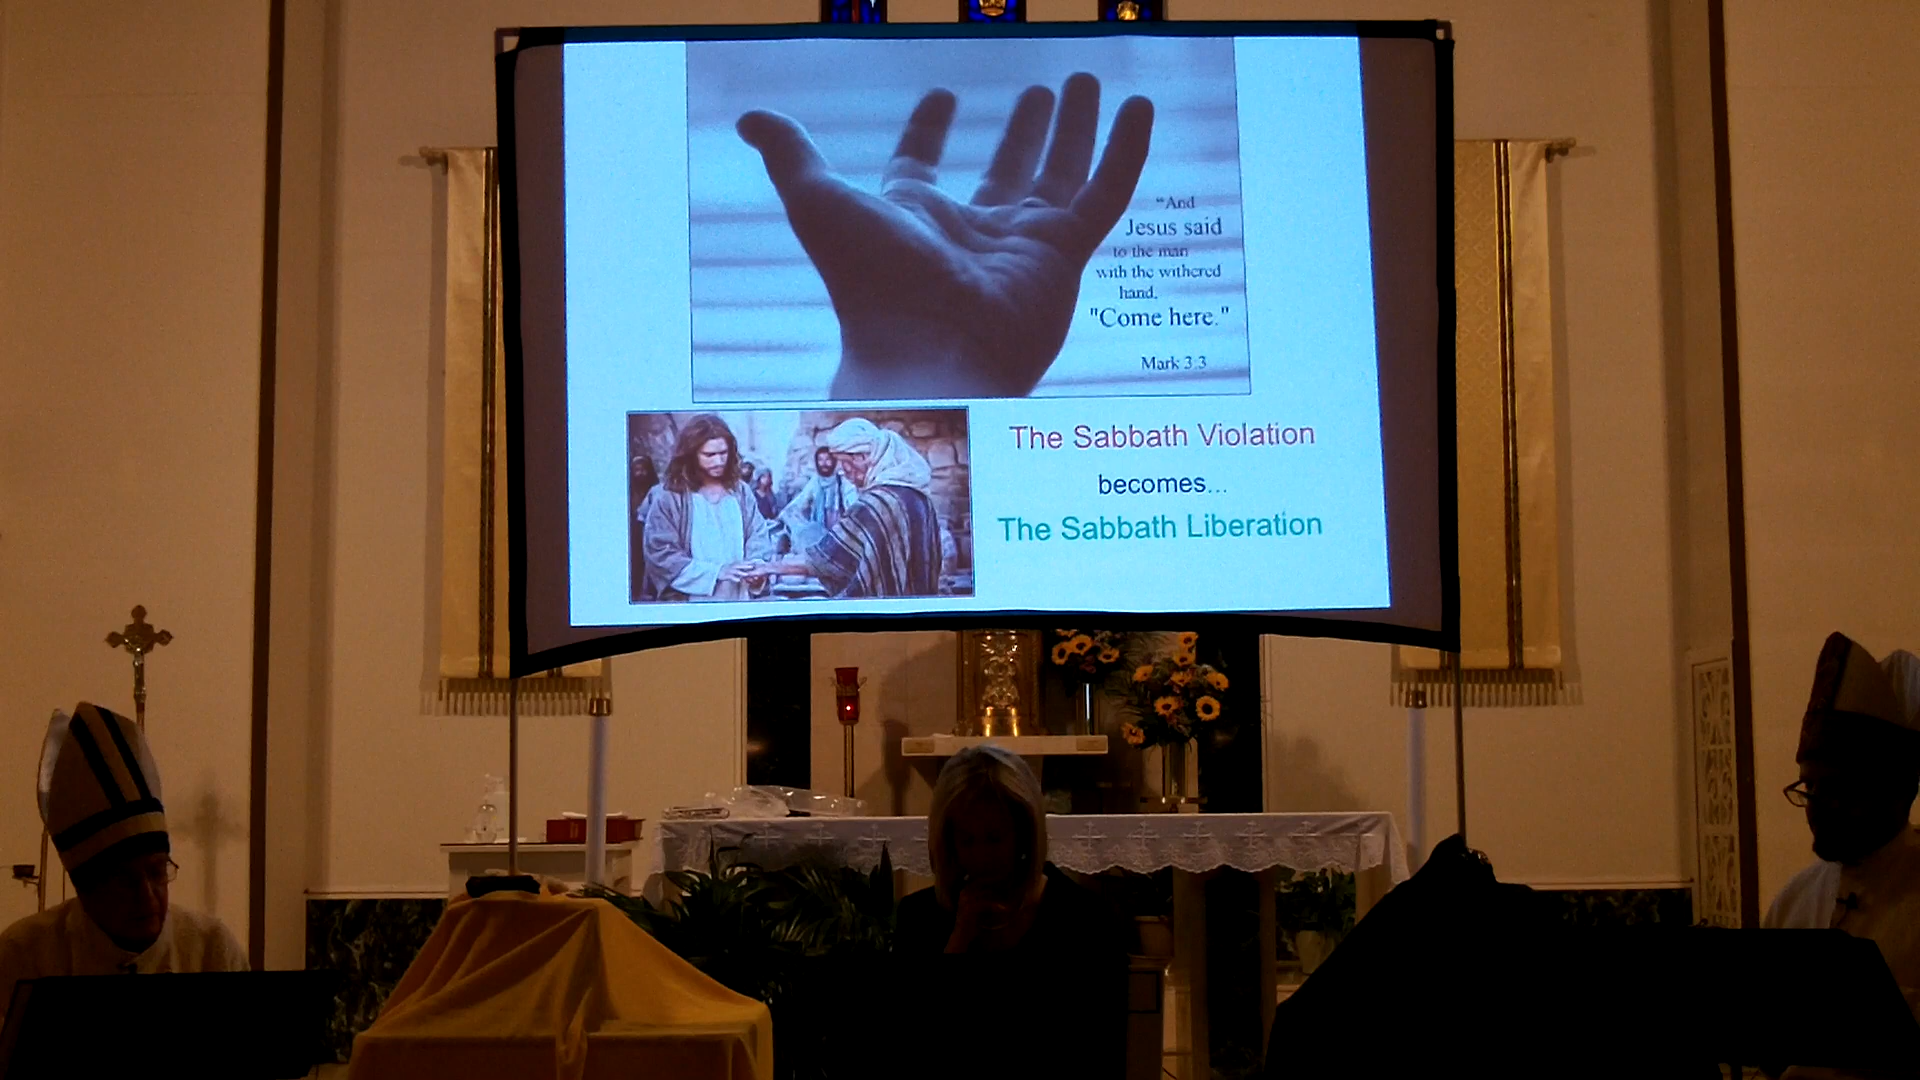 “And
Jesus said
to the man
with the withered
hand,
"Come here."
Mark 3:3
The Sabbath Violation
becomes...
The Sabbath Liberation